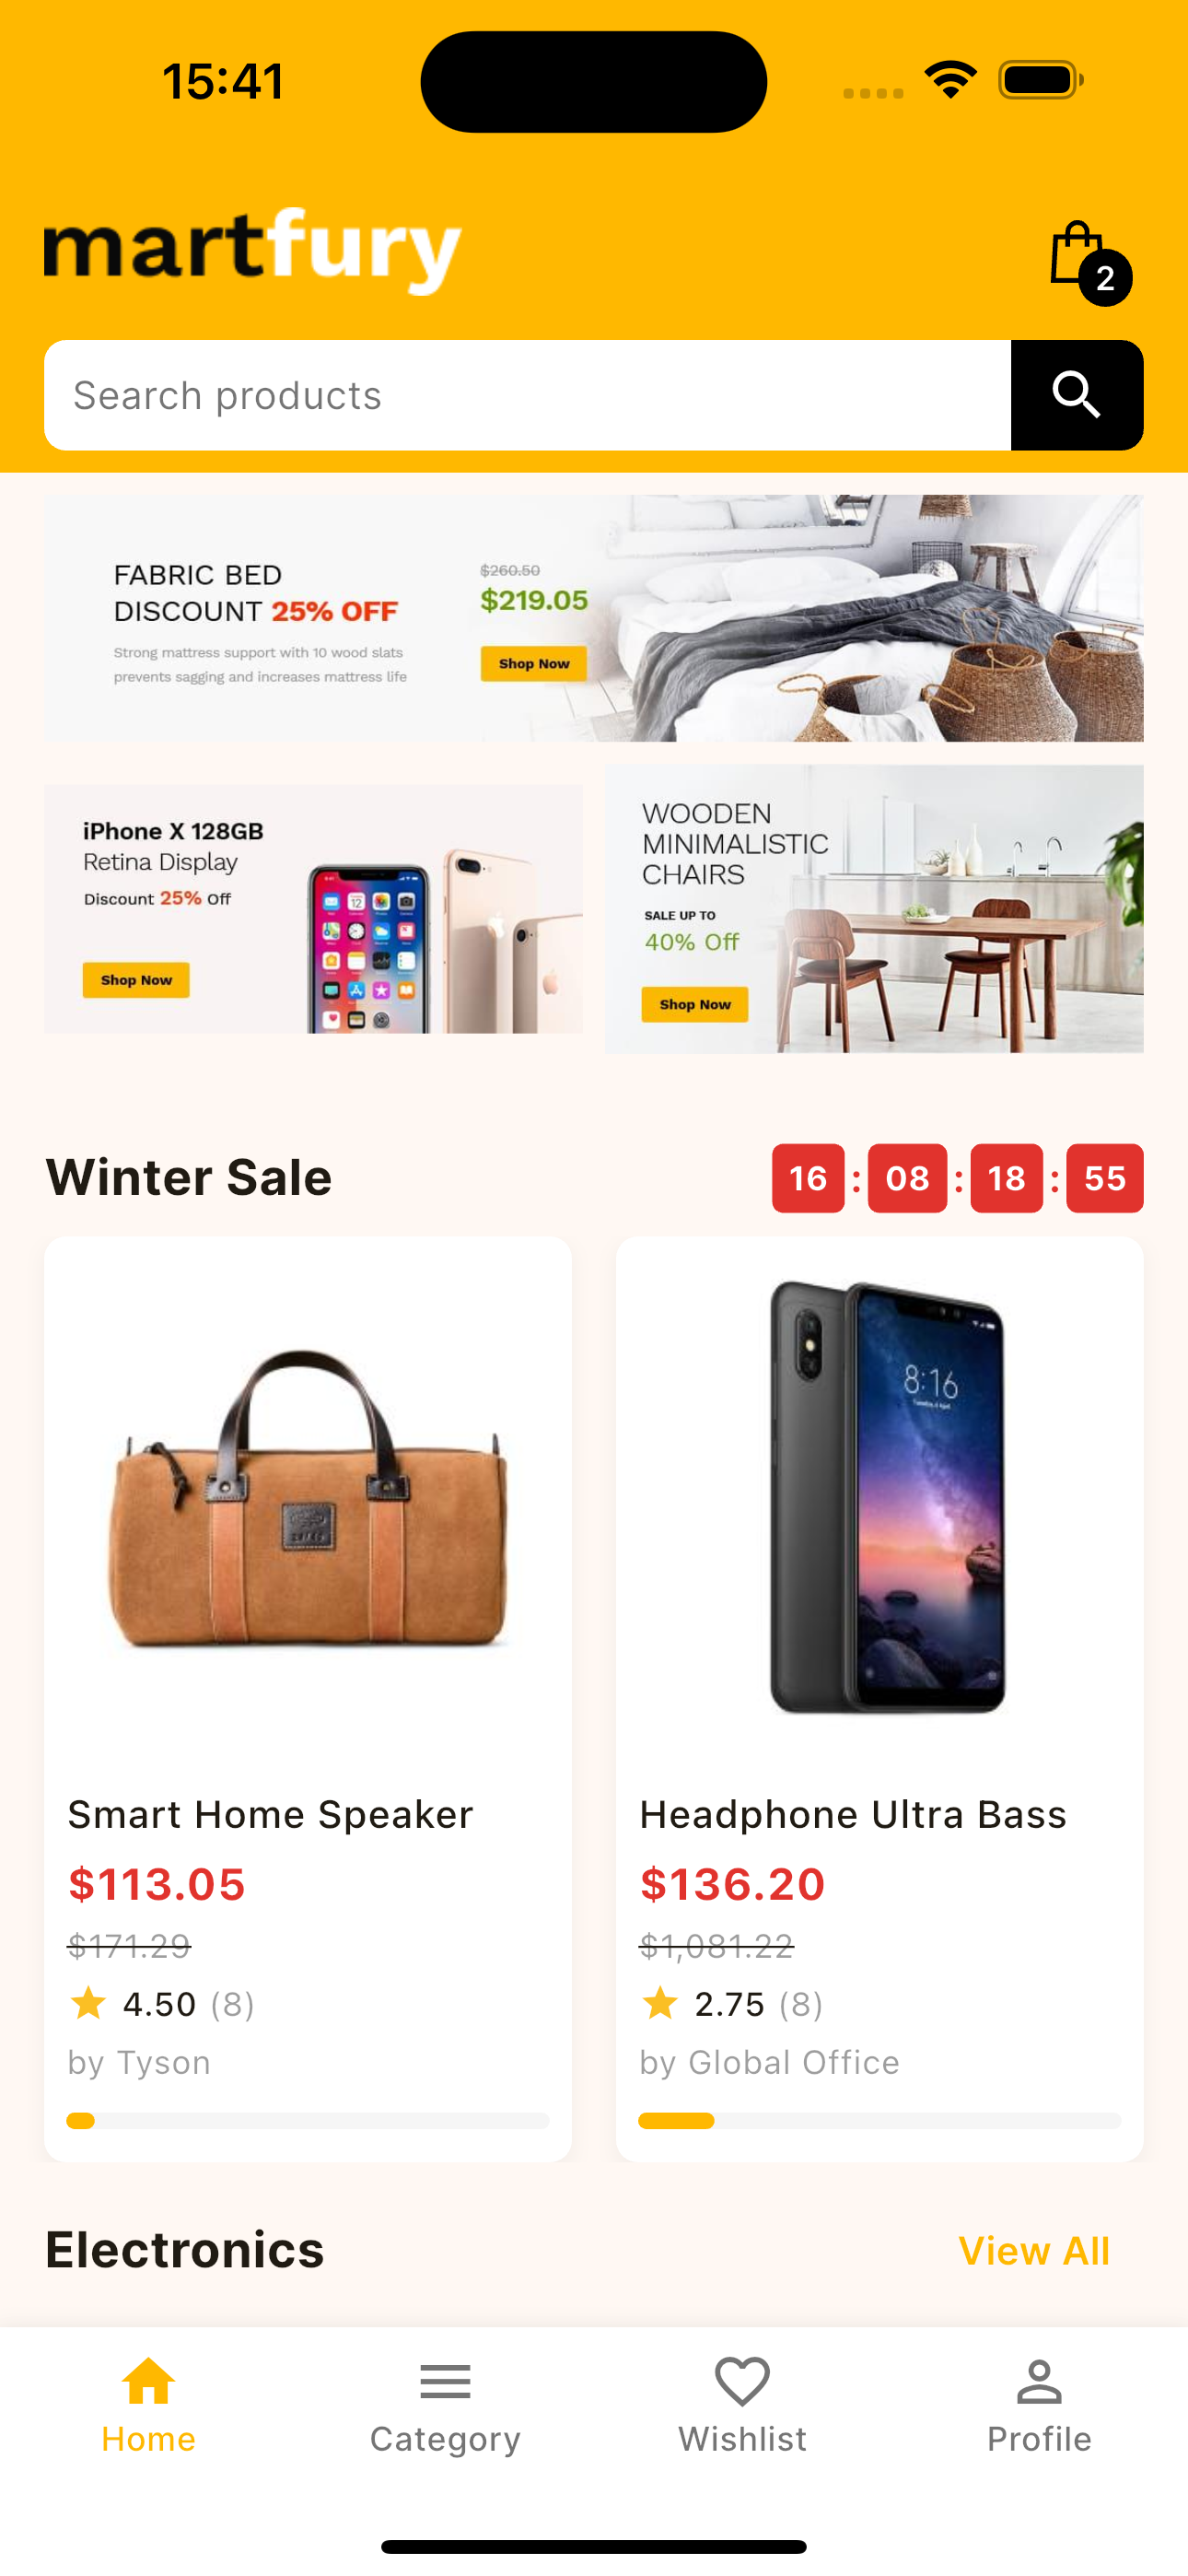 15:41
martfury
2
Search products
FABRIC BED
DISCOUNT 25% OFF
Strong mattress support with 10 wood slats
prevents sagging and increases mattress life
$260.50
$219.05
Shop Now
iPhone X 128GB
Retina Display
Discount 25% Off
Shop Now
WOODEN
MINIMALISTIC
CHAIRS
SALE UP TO
40% Off
Shop Now
Winter Sale
16 : 08 : 18 : 55
8:16
Smart Home Speaker
$113.05
$171.29
4.50 (8)
by Tyson
Headphone Ultra Bass
$136.20
$1,081.22
2.75 (8)
by Global Office
Electronics
View All
Home
Category
Wishlist
Profile